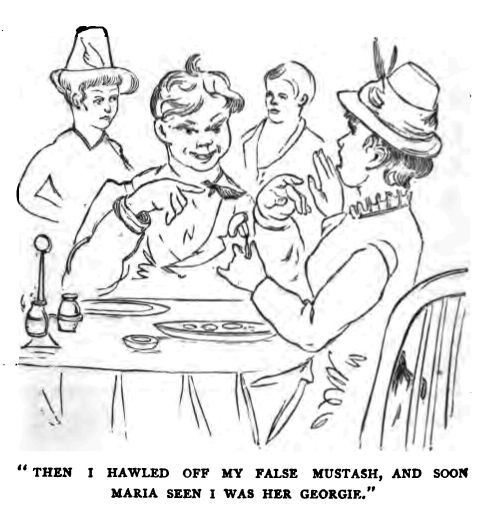 "THEN I HAWLED OFF MY FALSE MUSTASH, AND SOON
MARIA SEEN I WAS HER GEORGIE."